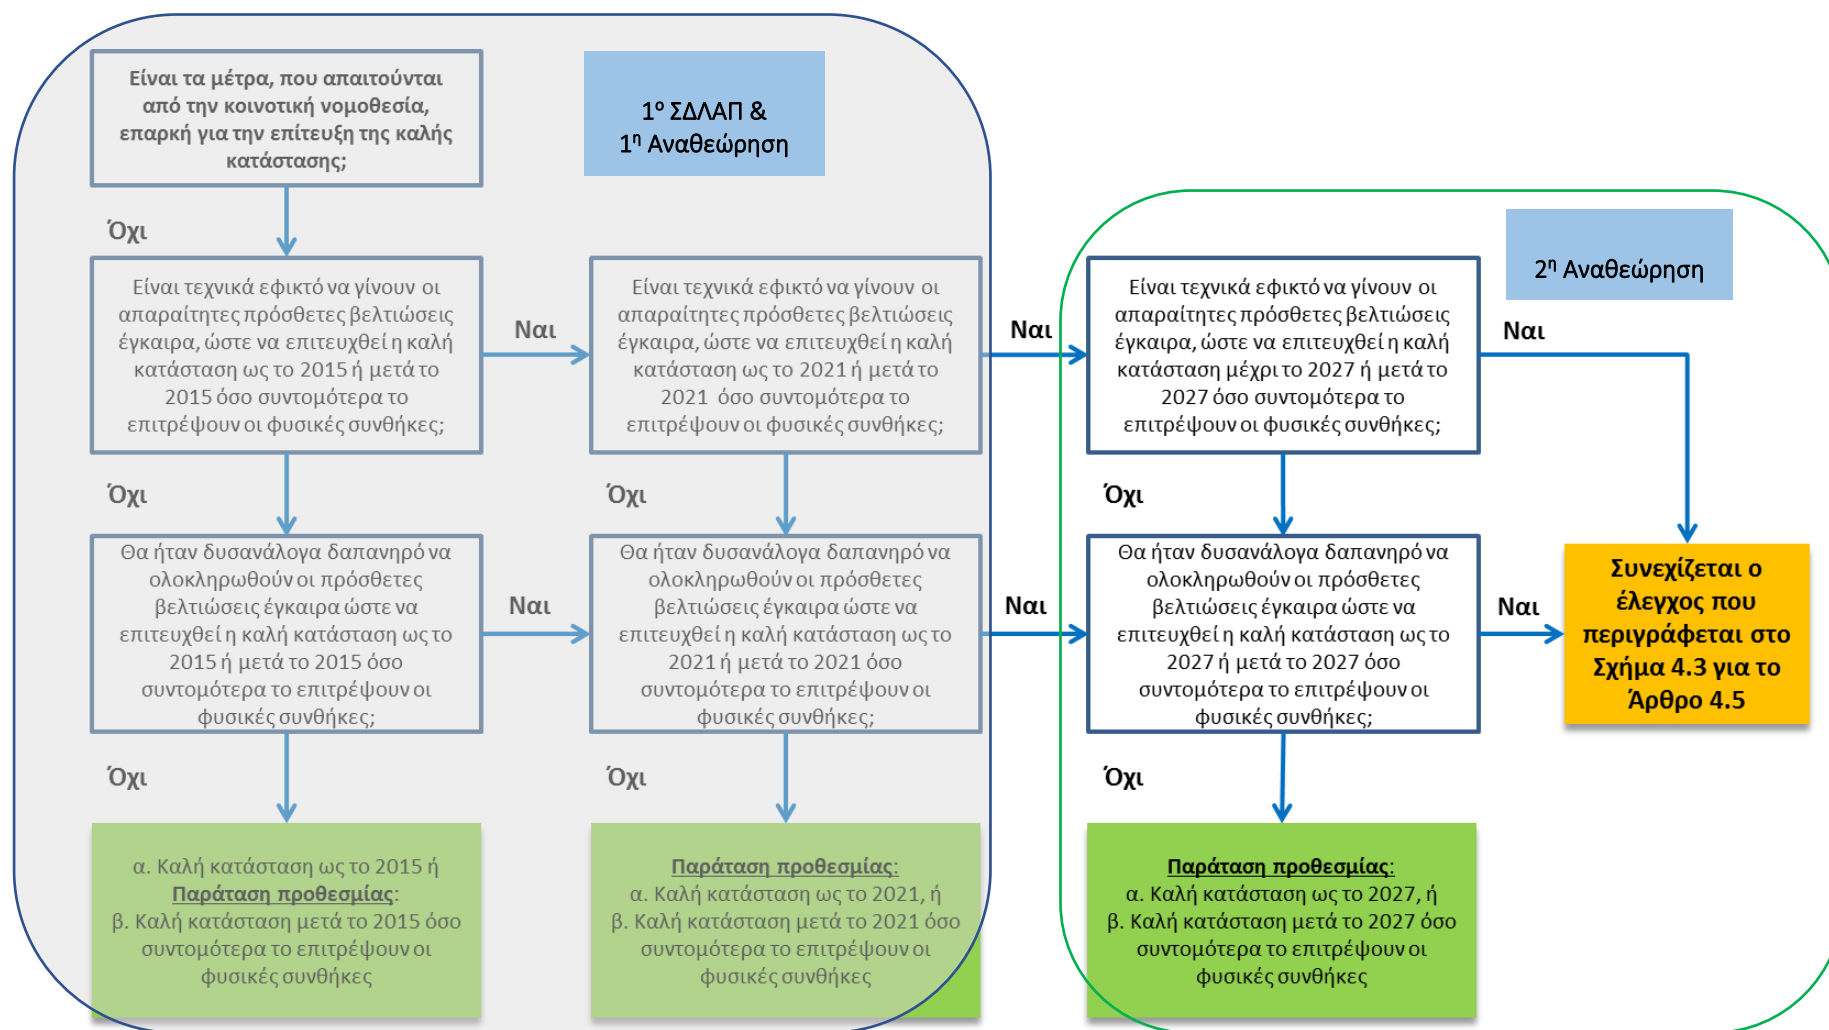 Είναι τα μέτρα, που απαιτούνται
από την κοινοτική νομοθεσία,
επαρκή για την επίτευξη της καλής
κατάστασης;
1ο ΣΔΛΑΠ &
1η Αναθεώρηση
2η Αναθεώρηση
Όχι
Είναι τεχνικά εφικτό να γίνουν οι
απαραίτητες πρόσθετες βελτιώσεις
έγκαιρα, ώστε να επιτευχθεί η καλή
κατάσταση ως το 2015 ή μετά το
2015 όσο συντομότερα το
επιτρέψουν οι φυσικές συνθήκες;
Ναι
Είναι τεχνικά εφικτό να γίνουν οι
απαραίτητες πρόσθετες βελτιώσεις
έγκαιρα, ώστε να επιτευχθεί η καλή
κατάσταση ως το 2021 ή μετά το
2021 όσο συντομότερα το
επιτρέψουν οι φυσικές συνθήκες;
Ναι
Είναι τεχνικά εφικτό να γίνουν οι
απαραίτητες πρόσθετες βελτιώσεις
έγκαιρα, ώστε να επιτευχθεί η καλή
κατάσταση μέχρι το 2027 ή μετά το
2027 όσο συντομότερα το
επιτρέψουν οι φυσικές συνθήκες;
Ναι
Όχι
Όχι
Όχι
Θα ήταν δυσανάλογα δαπανηρό να
ολοκληρωθούν οι πρόσθετες
βελτιώσεις έγκαιρα ώστε να
επιτευχθεί η καλή κατάσταση ως το
2015 ή μετά το 2015 όσο
συντομότερα το επιτρέψουν οι
φυσικές συνθήκες;
Ναι
Θα ήταν δυσανάλογα δαπανηρό να
ολοκληρωθούν οι πρόσθετες
βελτιώσεις έγκαιρα ώστε να
επιτευχθεί η καλή κατάσταση ως το
2021 ή μετά το 2021 όσο
συντομότερα το επιτρέψουν οι
φυσικές συνθήκες;
Ναι
Θα ήταν δυσανάλογα δαπανηρό να
ολοκληρωθούν οι πρόσθετες
βελτιώσεις έγκαιρα ώστε να
επιτευχθεί η καλή κατάσταση ως το
2027 ή μετά το 2027 όσο
συντομότερα το επιτρέψουν οι
φυσικές συνθήκες;
Ναι
Συνεχίζεται ο
έλεγχος που
περιγράφεται στο
Σχήμα 4.3 για το
Άρθρο 4.5
Όχι
Όχι
Όχι
α. Καλή κατάσταση ως το 2015 ή
Παράταση προθεσμίας:
β. Καλή κατάσταση μετά το 2015 όσο
συντομότερα το επιτρέψουν οι
φυσικές συνθήκες
Παράταση προθεσμίας:
α. Καλή κατάσταση ως το 2021, ή
β. Καλή κατάσταση μετά το 2021 όσο
συντομότερα το επιτρέψουν οι
φυσικές συνθήκες
Παράταση προθεσμίας:
α. Καλή κατάσταση ως το 2027, ή
β. Καλή κατάσταση μετά το 2027 όσο
συντομότερα το επιτρέψουν οι
φυσικές συνθήκες